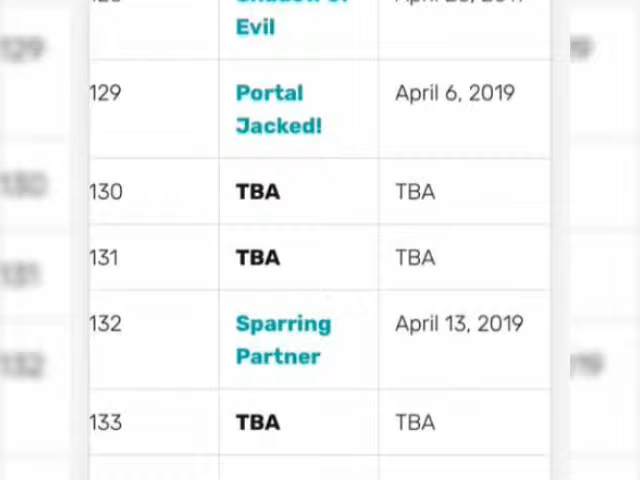 Evil
129 Portal April 6, 2019
Jacked!
130 TBA TBA
131 TBA TBA
132 Sparring April 13, 2019
Partner
133 TBA TBA